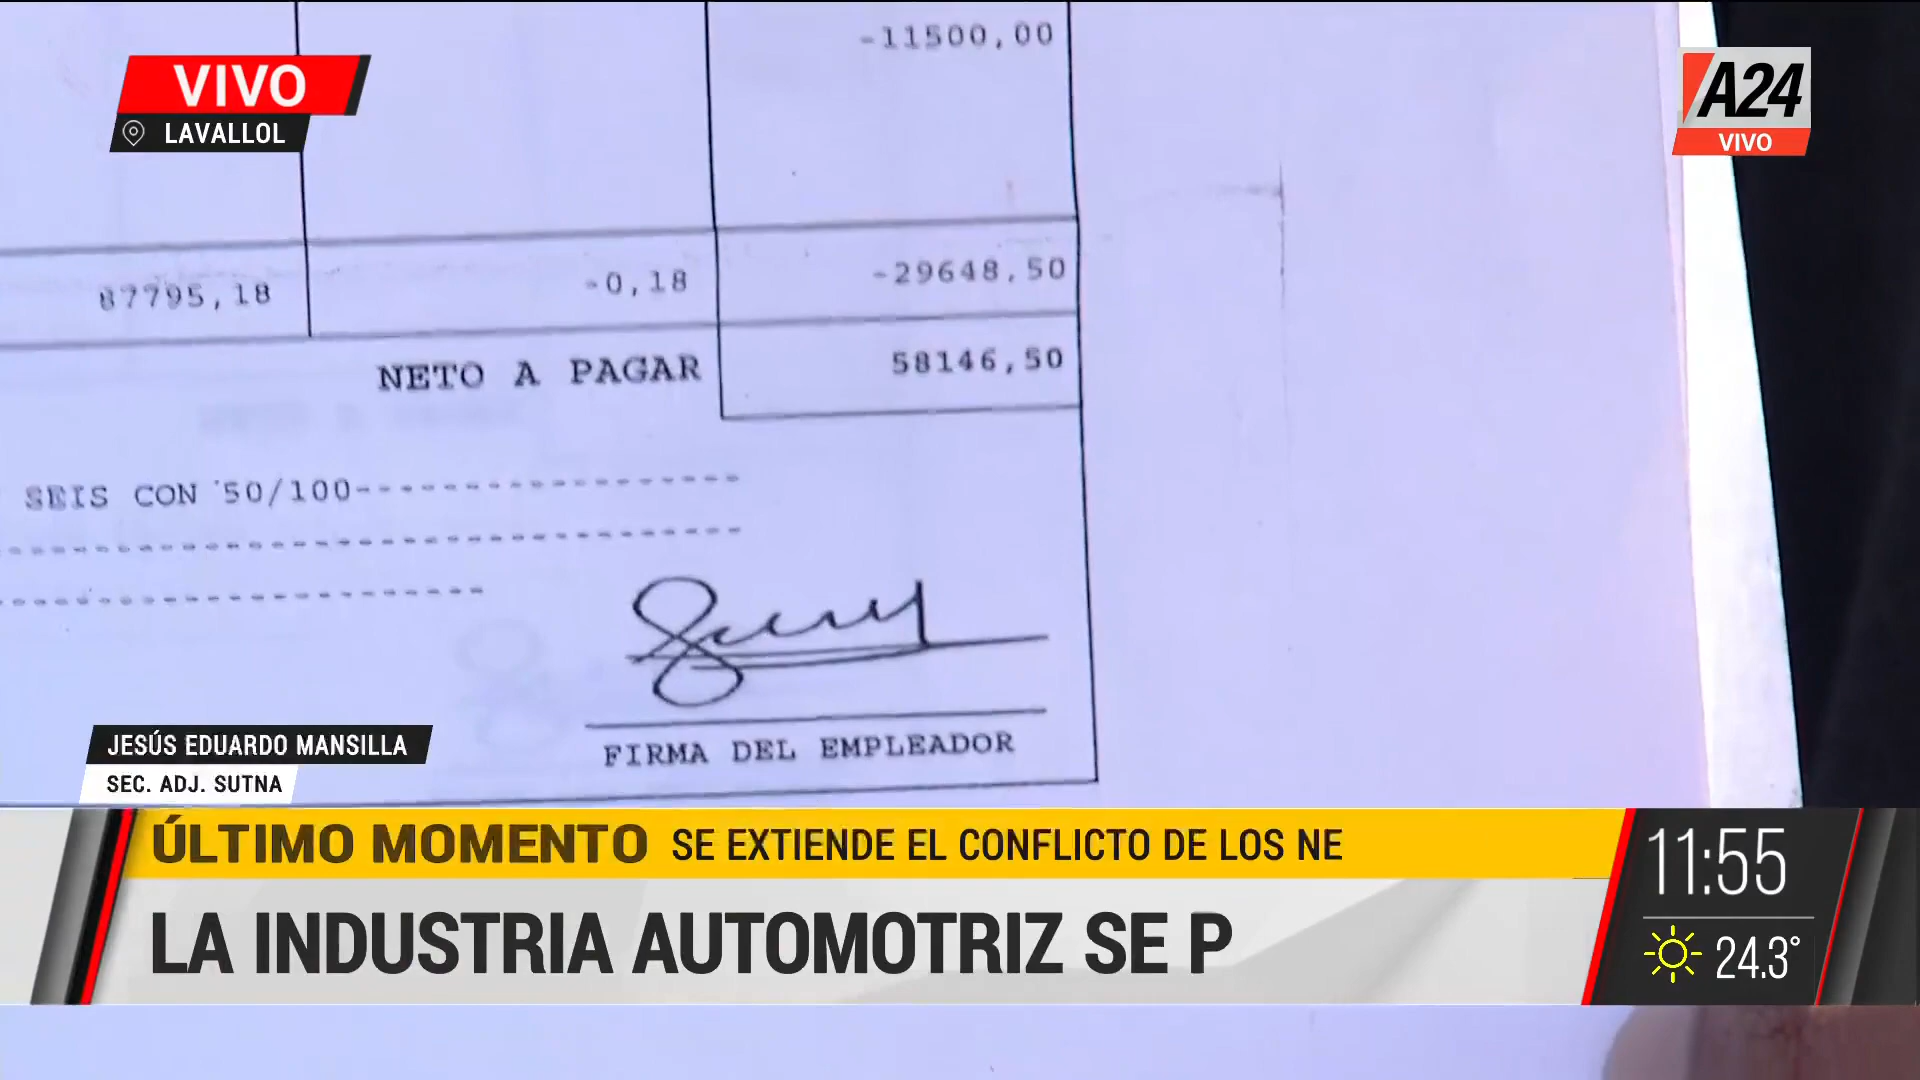 -11500,00
VIVO
LAVALLOL
A24
VIVO
87795,18 -0,18 -29648,50
NETO A PAGAR 58146,50
SEIS CON 50/100
FIRMA DEL EMPLEADOR
JESÚS EDUARDO MANSILLA
SEC. ADJ. SUTNA
ÚLTIMO MOMENTO SE EXTIENDE EL CONFLICTO DE LOS NE
LA INDUSTRIA AUTOMOTRIZ SE P
11:55
24.3°